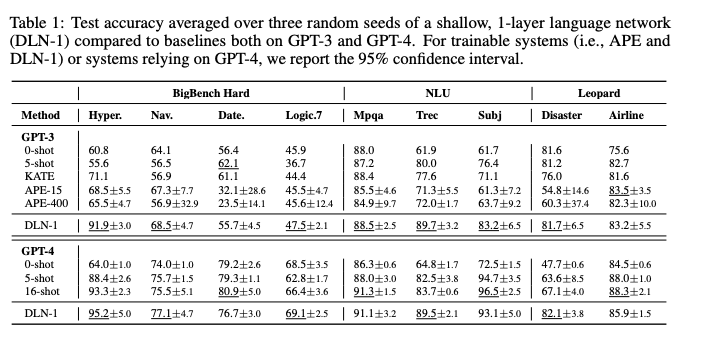 Table 1: Test accuracy averaged over three random seeds of a shallow, 1-layer language network
(DLN-1) compared to baselines both on GPT-3 and GPT-4. For trainable systems (i.e., APE and
DLN-1) or systems relying on GPT-4, we report the 95% confidence interval.
BigBench Hard NLU Leopard
Method Hyper. Nav. Date. Logic.7 Mpqa Trec Subj Disaster Airline
GPT-3
0-shot 60.8 64.1 56.4 45.9 88.0 61.9 61.7 81.6 75.6
5-shot 55.6 56.5 62.1 36.7 87.2 80.0 76.4 81.2 82.7
KATE 71.1 56.9 61.1 44.4 88.4 77.6 71.1 76.0 81.6
APE-15 68.5±5.5 67.3±7.7 32.1±28.6 45.5±4.7 85.5±4.6 71.3±5.5 61.3±7.2 54.8±14.6 83.5±3.5
APE-400 65.5±4.7 56.9±32.9 23.5±14.1 45.6±12.4 84.9±9.7 72.0±1.7 63.7±9.2 60.3±37.4 82.3±10.0
DLN-1 91.9±3.0 68.5±4.7 55.7±4.5 47.5±2.1 88.5±2.5 89.7±3.2 83.2±6.5 81.7±6.5 83.2±5.5
GPT-4
0-shot 64.0±1.0 74.0±1.0 79.2±2.6 68.5±3.5 86.3±0.6 64.8±1.7 72.5±1.5 47.7±0.6 84.5±0.6
5-shot 88.4±2.6 75.7±1.5 79.3±1.1 62.8±1.7 88.0±3.0 82.5±3.8 94.7±3.5 63.6±8.5 88.0±1.0
16-shot 93.3±2.3 75.5±5.1 80.9±5.0 66.4±3.6 91.3±1.5 83.7±0.6 96.5±2.5 67.1±4.0 88.3±2.1
DLN-1 95.2±5.0 77.1±4.7 76.7±3.0 69.1±2.5 91.1±3.2 89.5±2.1 93.1±5.0 82.1±3.8 85.9±1.5